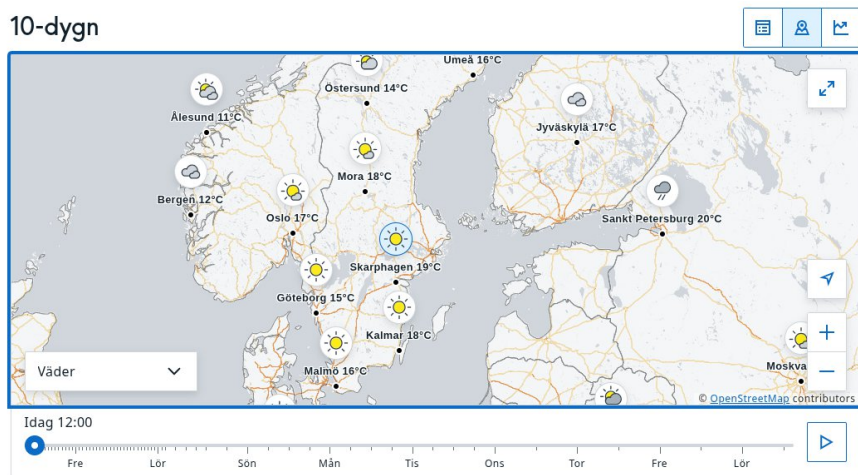 10-dygn
Umeå 16°C
Östersund 14°C
Ålesund 11°C
Jyväskylä 17°C
Mora 18°C
Bergen 12°C
Oslo 17°C
Sankt Petersburg 20°C
Skarphagen 19°C
Göteborg 15°C
Kalmar 18°C
Malmö 16°C
Moskva
Väder
© OpenStreetMap contributors
Idag 12:00
Fre Lör Sön Mån Tis Ons Tor Fre Lör